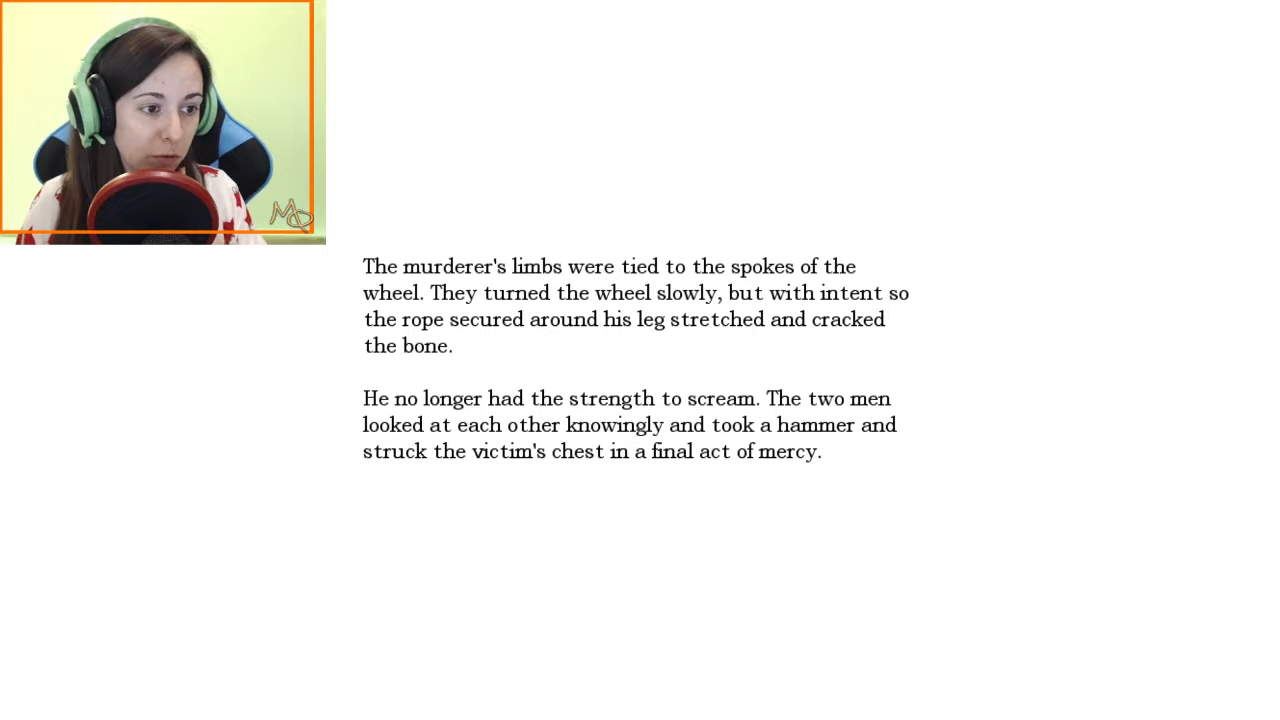 MQ
The murderer's limbs were tied to the spokes of the
wheel. They turned the wheel slowly, but with intent so
the rope secured around his leg stretched and cracked
the bone.
He no longer had the strength to scream. The two men
looked at each other knowingly and took a hammer and
struck the victim's chest in a final act of mercy.